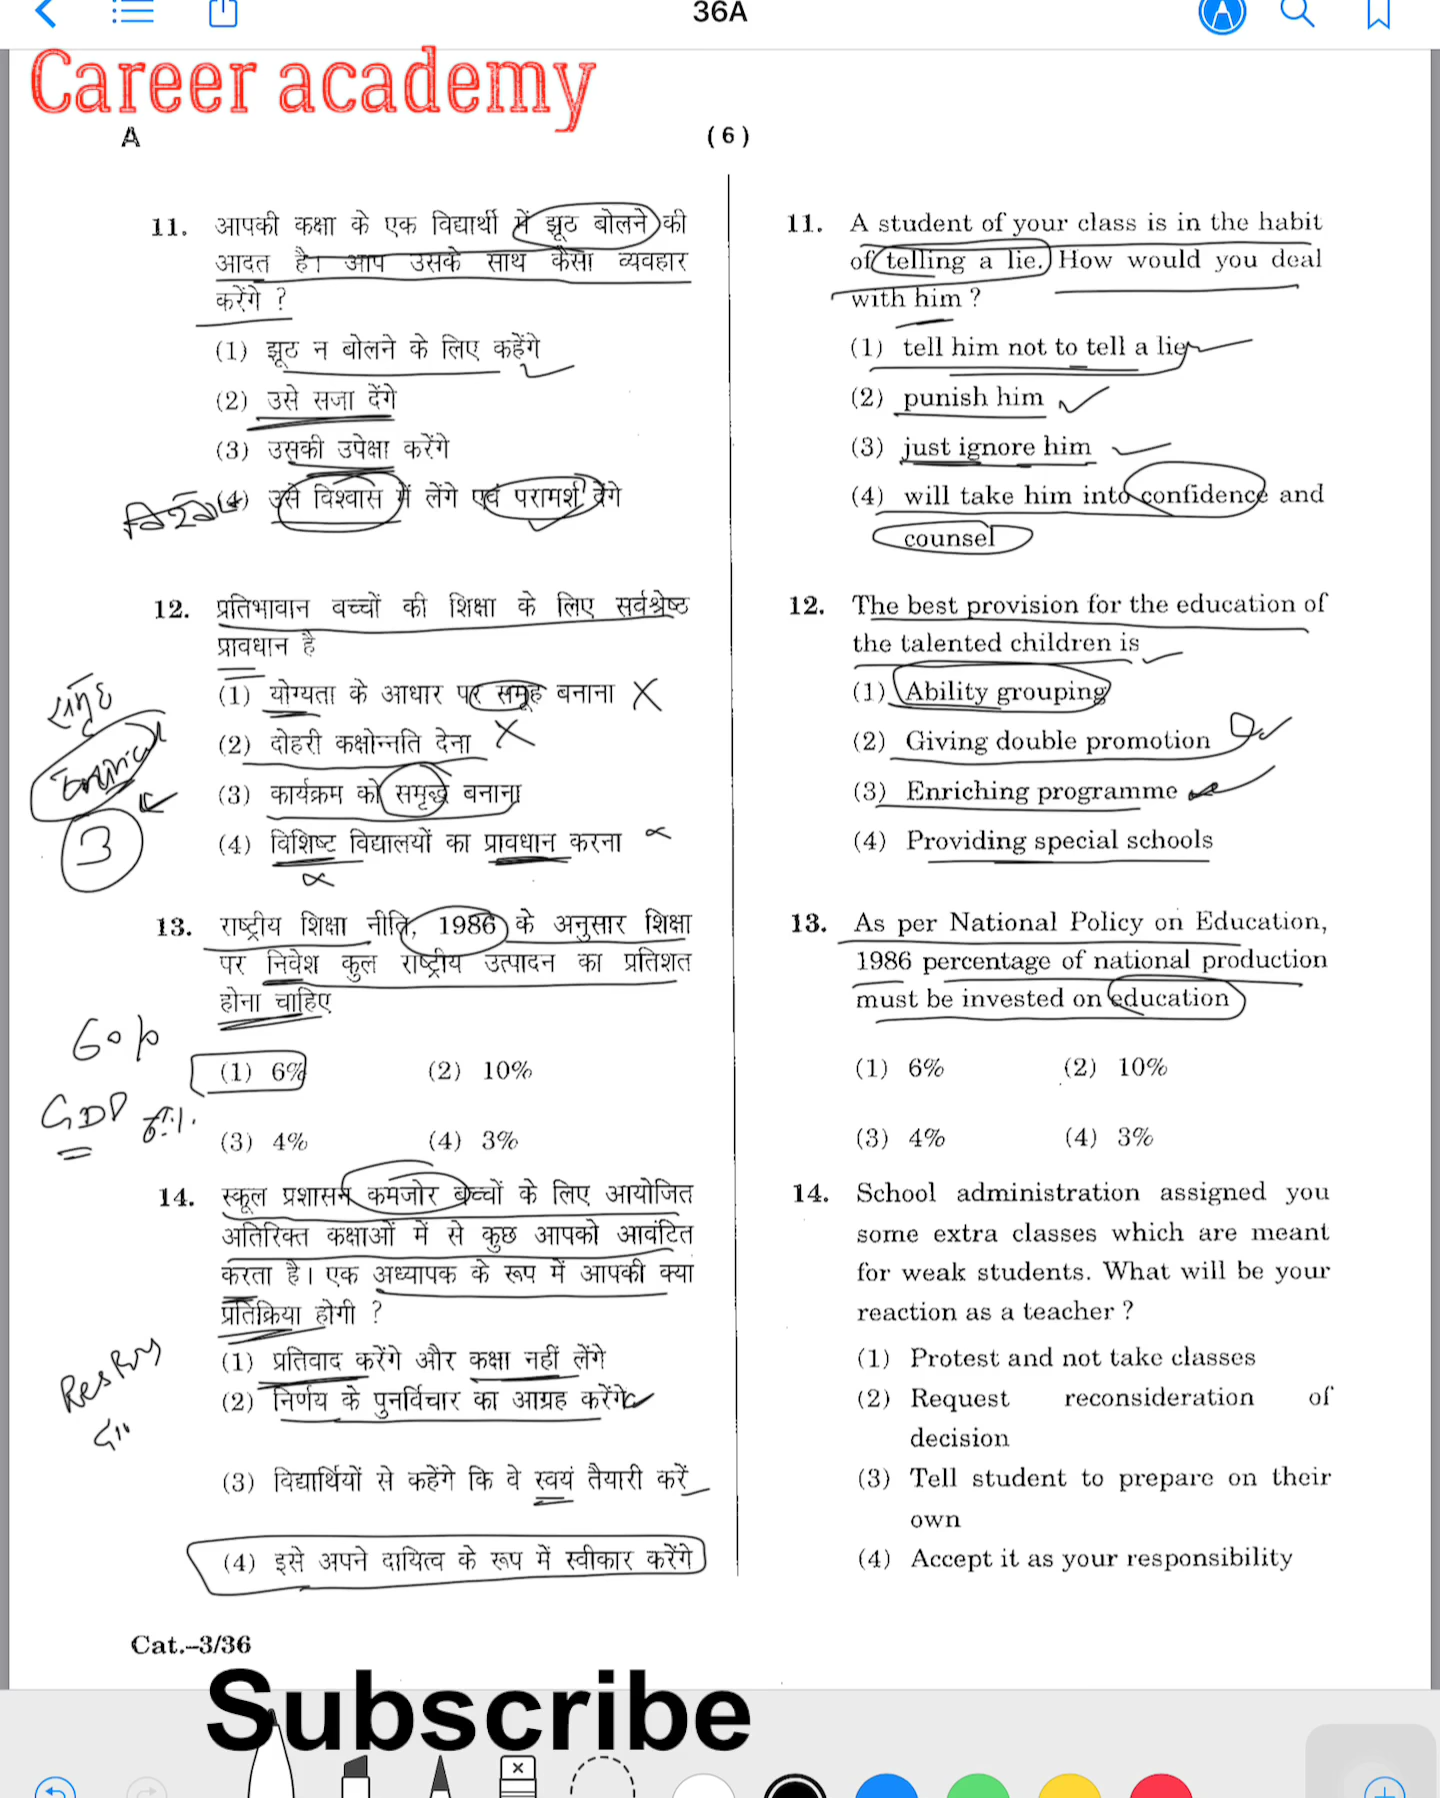 36A
Career academy
A
( 6 )
11. आपकी कक्षा के एक विद्यार्थी में झूठ बोलने की
आदत है। आप उसके साथ कैसा व्यवहार
करेंगे ?
(1) झूठ न बोलने के लिए कहेंगे
(2) उसे सजा देंगे
(3) उसकी उपेक्षा करेंगे
(4) उसे विश्वास में लेंगे एवं परामर्श देंगे
12. प्रतिभावान बच्चों की शिक्षा के लिए सर्वश्रेष्ठ
प्रावधान है
(1) योग्यता के आधार पर समूह बनाना
(2) दोहरी कक्षोन्नति देना
(3) कार्यक्रम को समृद्ध बनाना
(4) विशिष्ट विद्यालयों का प्रावधान करना
समूह
3
13. राष्ट्रीय शिक्षा नीति, 1986 के अनुसार शिक्षा
पर निवेश कुल राष्ट्रीय उत्पादन का प्रतिशत
होना चाहिए
(1) 6% (2) 10%
(3) 4% (4) 3%
GDP 6%
14. स्कूल प्रशासन कमजोर बच्चों के लिए आयोजित
अतिरिक्त कक्षाओं में से कुछ आपको आवंटित
करता है। एक अध्यापक के रूप में आपकी क्या
प्रतिक्रिया होगी ?
(1) प्रतिवाद करेंगे और कक्षा नहीं लेंगे
(2) निर्णय के पुनर्विचार का आग्रह करेंगे
(3) विद्यार्थियों से कहेंगे कि वे स्वयं तैयारी करें
(4) इसे अपने दायित्व के रूप में स्वीकार करेंगे
11. A student of your class is in the habit
of telling a lie. How would you deal
with him ?
(1) tell him not to tell a lie
(2) punish him
(3) just ignore him
(4) will take him into confidence and
counsel
12. The best provision for the education of
the talented children is
(1) Ability grouping
(2) Giving double promotion
(3) Enriching programme
(4) Providing special schools
13. As per National Policy on Education,
1986 percentage of national production
must be invested on education
(1) 6% (2) 10%
(3) 4% (4) 3%
14. School administration assigned you
some extra classes which are meant
for weak students. What will be your
reaction as a teacher ?
(1) Protest and not take classes
(2) Request reconsideration of
decision
(3) Tell student to prepare on their
own
(4) Accept it as your responsibility
Cat.–3/36
Subscribe